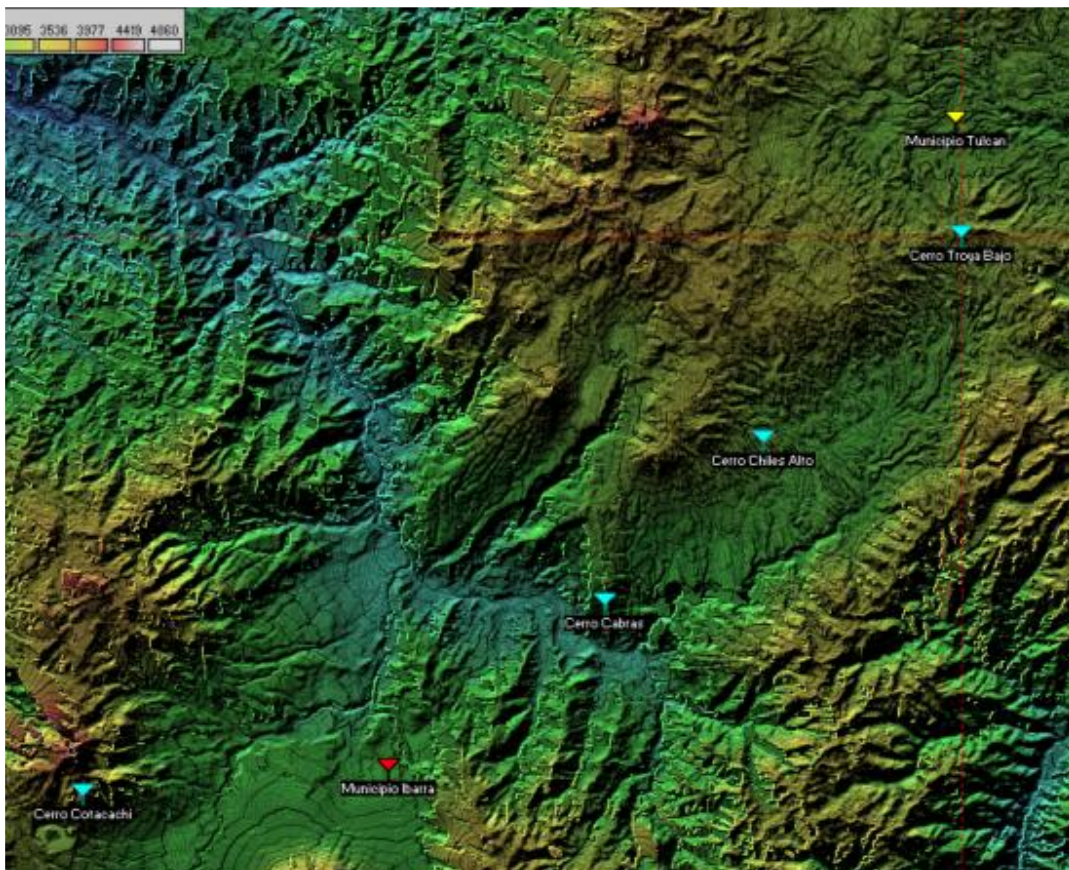 3095 3536 3977 4419 4860
Municipio Tulcan
Cerro Troya Bajo
Cerro Chiles Alto
Cerro Cabras
Municipio Ibarra
Cerro Cotacachi